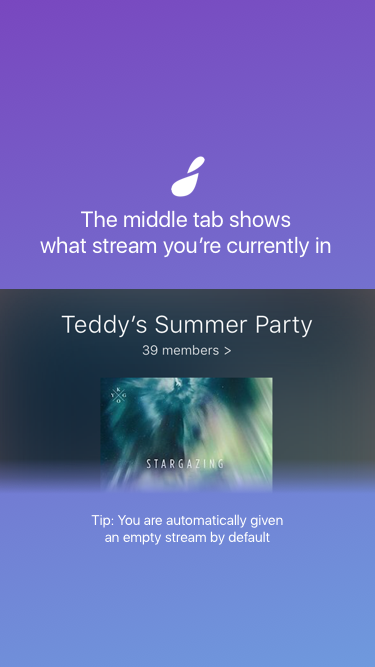 The middle tab shows
what stream you’re currently in
Teddy’s Summer Party
39 members >
K
Y G
O
STARGAZING
Tip: You are automatically given
an empty stream by default